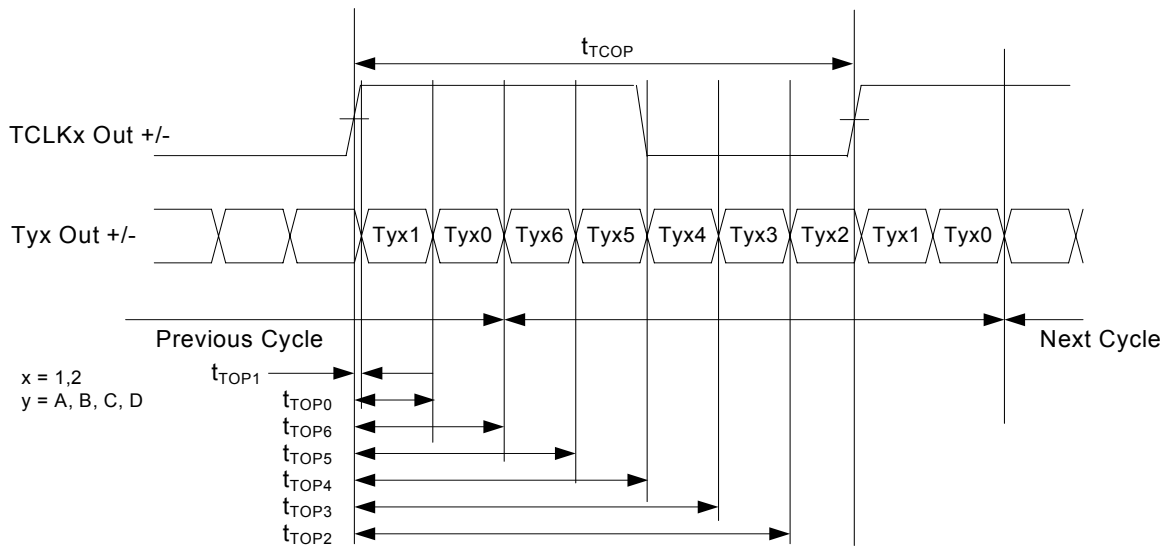 tTCOP
TCLKx Out +/-
Tyx Out +/-
Tyx1 Tyx0 Tyx6 Tyx5 Tyx4 Tyx3 Tyx2 Tyx1 Tyx0
Previous Cycle
Next Cycle
x = 1,2
y = A, B, C, D
tTOP1
tTOP0
tTOP6
tTOP5
tTOP4
tTOP3
tTOP2